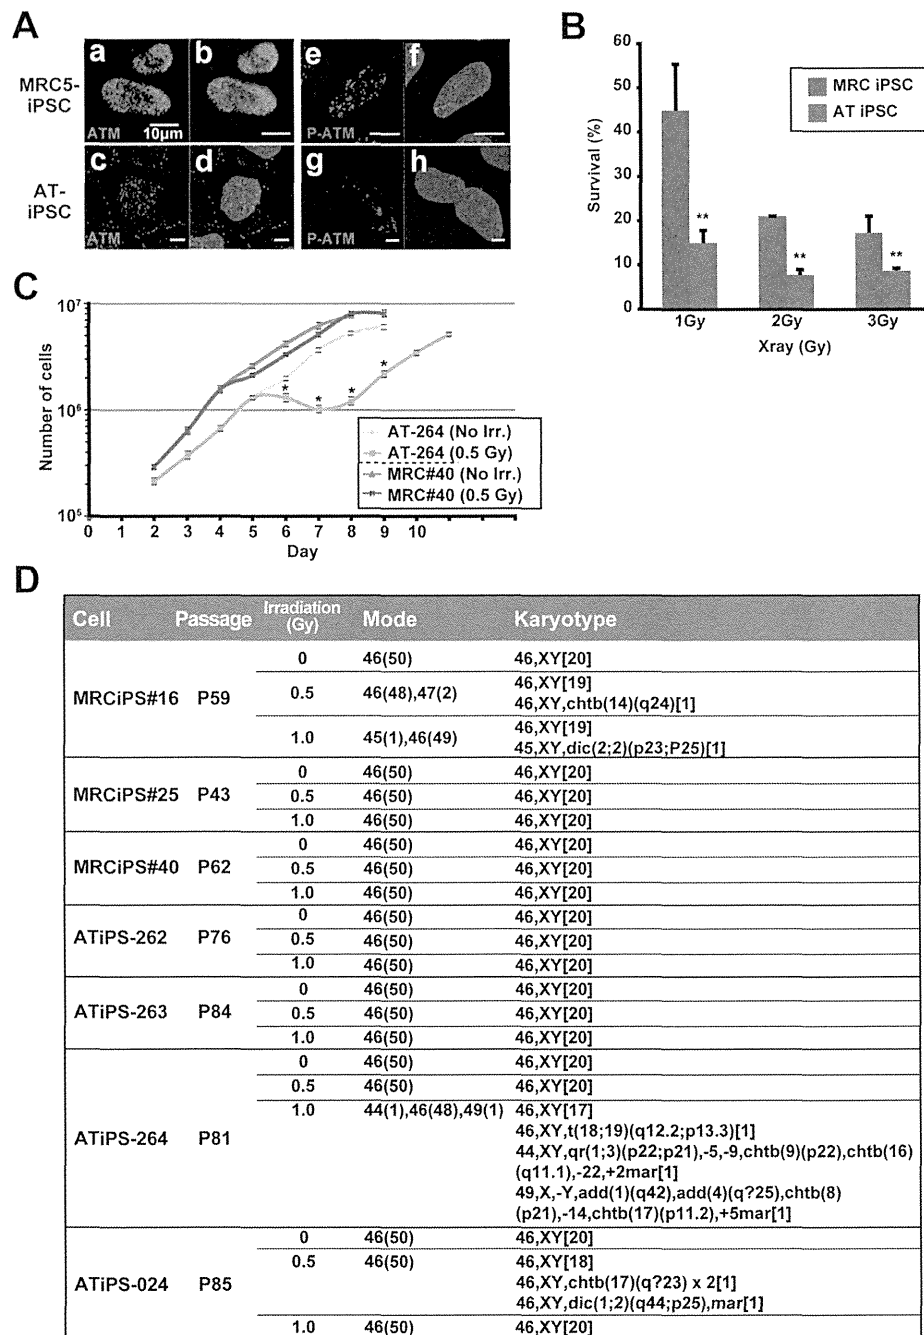 A
a
b
e
f
MRC5-
iPSC
ATM
10μm
P-ATM
c
d
g
h
AT-
iPSC
ATM
P-ATM
B
60
50
40
30
20
10
0
Survival (%)
MRC iPSC
AT iPSC
**
**
**
1Gy
2Gy
3Gy
Xray (Gy)
C
10⁷
10⁶
10⁵
Number of cells
*
*
*
*
AT-264 (No Irr.)
AT-264 (0.5 Gy)
MRC#40 (No Irr.)
MRC#40 (0.5 Gy)
0 1 2 3 4 5 6 7 8 9 10
Day
D
Cell Passage Irradiation (Gy) Mode Karyotype
0 46(50) 46,XY[20]
MRCiPS#16 P59 0.5 46(48),47(2) 46,XY[19]
46,XY,chtb(14)(q24)[1]
1.0 45(1),46(49) 46,XY[19]
45,XY,dic(2;2)(p23;P25)[1]
0 46(50) 46,XY[20]
MRCiPS#25 P43 0.5 46(50) 46,XY[20]
1.0 46(50) 46,XY[20]
0 46(50) 46,XY[20]
MRCiPS#40 P62 0.5 46(50) 46,XY[20]
1.0 46(50) 46,XY[20]
0 46(50) 46,XY[20]
ATiPS-262 P76 0.5 46(50) 46,XY[20]
1.0 46(50) 46,XY[20]
0 46(50) 46,XY[20]
ATiPS-263 P84 0.5 46(50) 46,XY[20]
1.0 46(50) 46,XY[20]
0 46(50) 46,XY[20]
0.5 46(50) 46,XY[20]
ATiPS-264 P81 1.0 44(1),46(48),49(1) 46,XY[17]
46,XY,t(18;19)(q12.2;p13.3)[1]
44,XY,qr(1;3)(p22;p21),-5,-9,chtb(9)(p22),chtb(16)
(q11.1),-22,+2mar[1]
49,X,-Y,add(1)(q42),add(4)(q?25),chtb(8)
(p21),-14,chtb(17)(p11.2),+5mar[1]
0 46(50) 46,XY[20]
ATiPS-024 P85 0.5 46(50) 46,XY[18]
46,XY,chtb(17)(q?23) x 2[1]
46,XY,dic(1;2)(q44;p25),mar[1]
1.0 46(50) 46,XY[20]